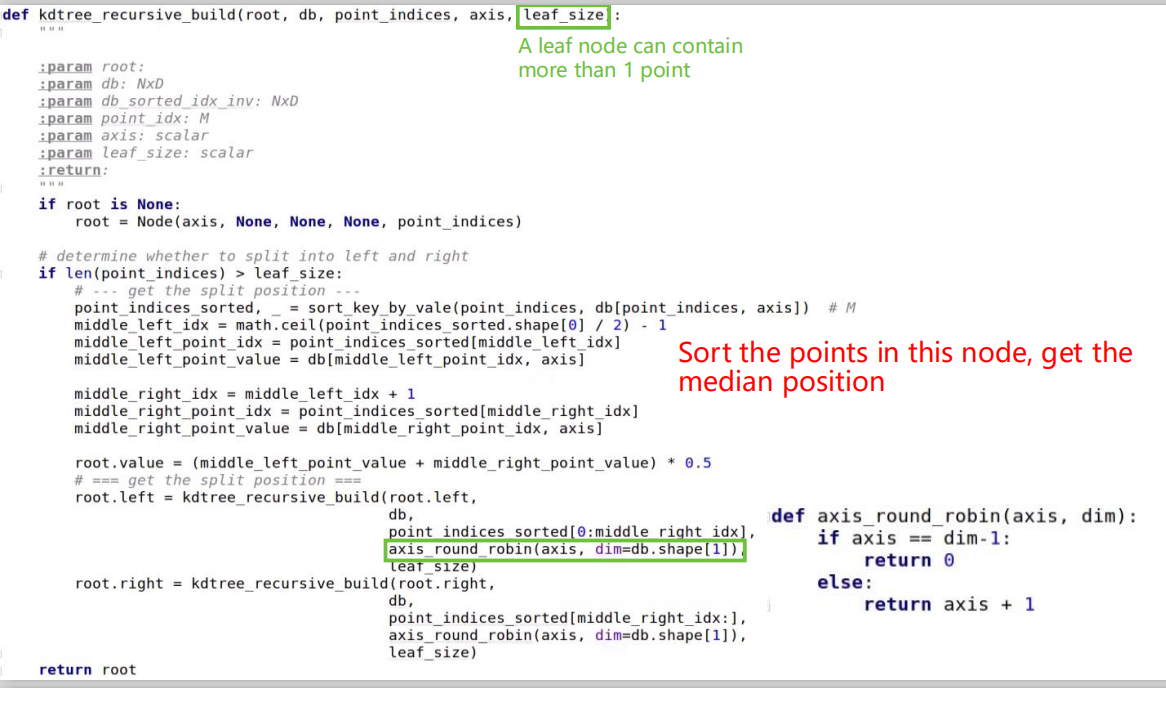 def kdtree_recursive_build(root, db, point_indices, axis, leaf_size):
"""
A leaf node can contain
more than 1 point
:param root:
:param db: NxD
:param db_sorted_idx_inv: NxD
:param point_idx: M
:param axis: scalar
:param leaf_size: scalar
:return:
"""
if root is None:
root = Node(axis, None, None, None, point_indices)
# determine whether to split into left and right
if len(point_indices) > leaf_size:
# --- get the split position ---
point_indices_sorted, _ = sort_key_by_vale(point_indices, db[point_indices, axis])  # M
middle_left_idx = math.ceil(point_indices_sorted.shape[0] / 2) - 1
middle_left_point_idx = point_indices_sorted[middle_left_idx]
middle_left_point_value = db[middle_left_point_idx, axis]
Sort the points in this node, get the
median position
middle_right_idx = middle_left_idx + 1
middle_right_point_idx = point_indices_sorted[middle_right_idx]
middle_right_point_value = db[middle_right_point_idx, axis]
root.value = (middle_left_point_value + middle_right_point_value) * 0.5
# === get the split position ===
root.left = kdtree_recursive_build(root.left,
db,
point_indices_sorted[0:middle_right_idx],
axis_round_robin(axis, dim=db.shape[1]),
leaf_size)
root.right = kdtree_recursive_build(root.right,
db,
point_indices_sorted[middle_right_idx:],
axis_round_robin(axis, dim=db.shape[1]),
leaf_size)
return root
def axis_round_robin(axis, dim):
if axis == dim-1:
return 0
else:
return axis + 1